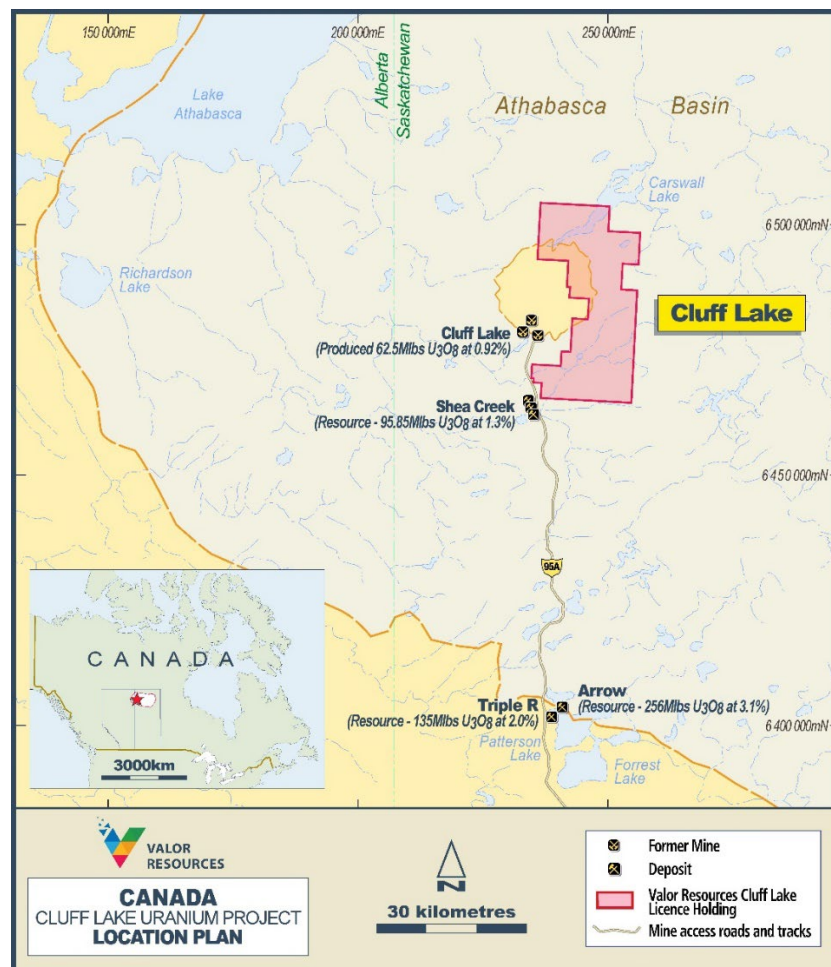 150 000mE
200 000mE
250 000mE
Alberta
Saskatchewan
Lake
Athabasca
Athabasca Basin
Carswall
Lake
6 500 000mN
Richardson
Lake
Cluff Lake
Cluff Lake
(Produced 62.5Mlbs U3O8 at 0.92%)
Shea Creek
(Resource - 95.85Mlbs U3O8 at 1.3%)
6 450 000mN
95A
CANADA
3000km
Triple R
(Resource - 135Mlbs U3O8 at 2.0%)
Arrow
(Resource - 256Mlbs U3O8 at 3.1%)
6 400 000mN
Patterson
Lake
Forrest
Lake
VALOR
RESOURCES
CANADA
CLUFF LAKE URANIUM PROJECT
LOCATION PLAN
N
30 kilometres
Former Mine
Deposit
Valor Resources Cluff Lake
Licence Holding
Mine access roads and tracks